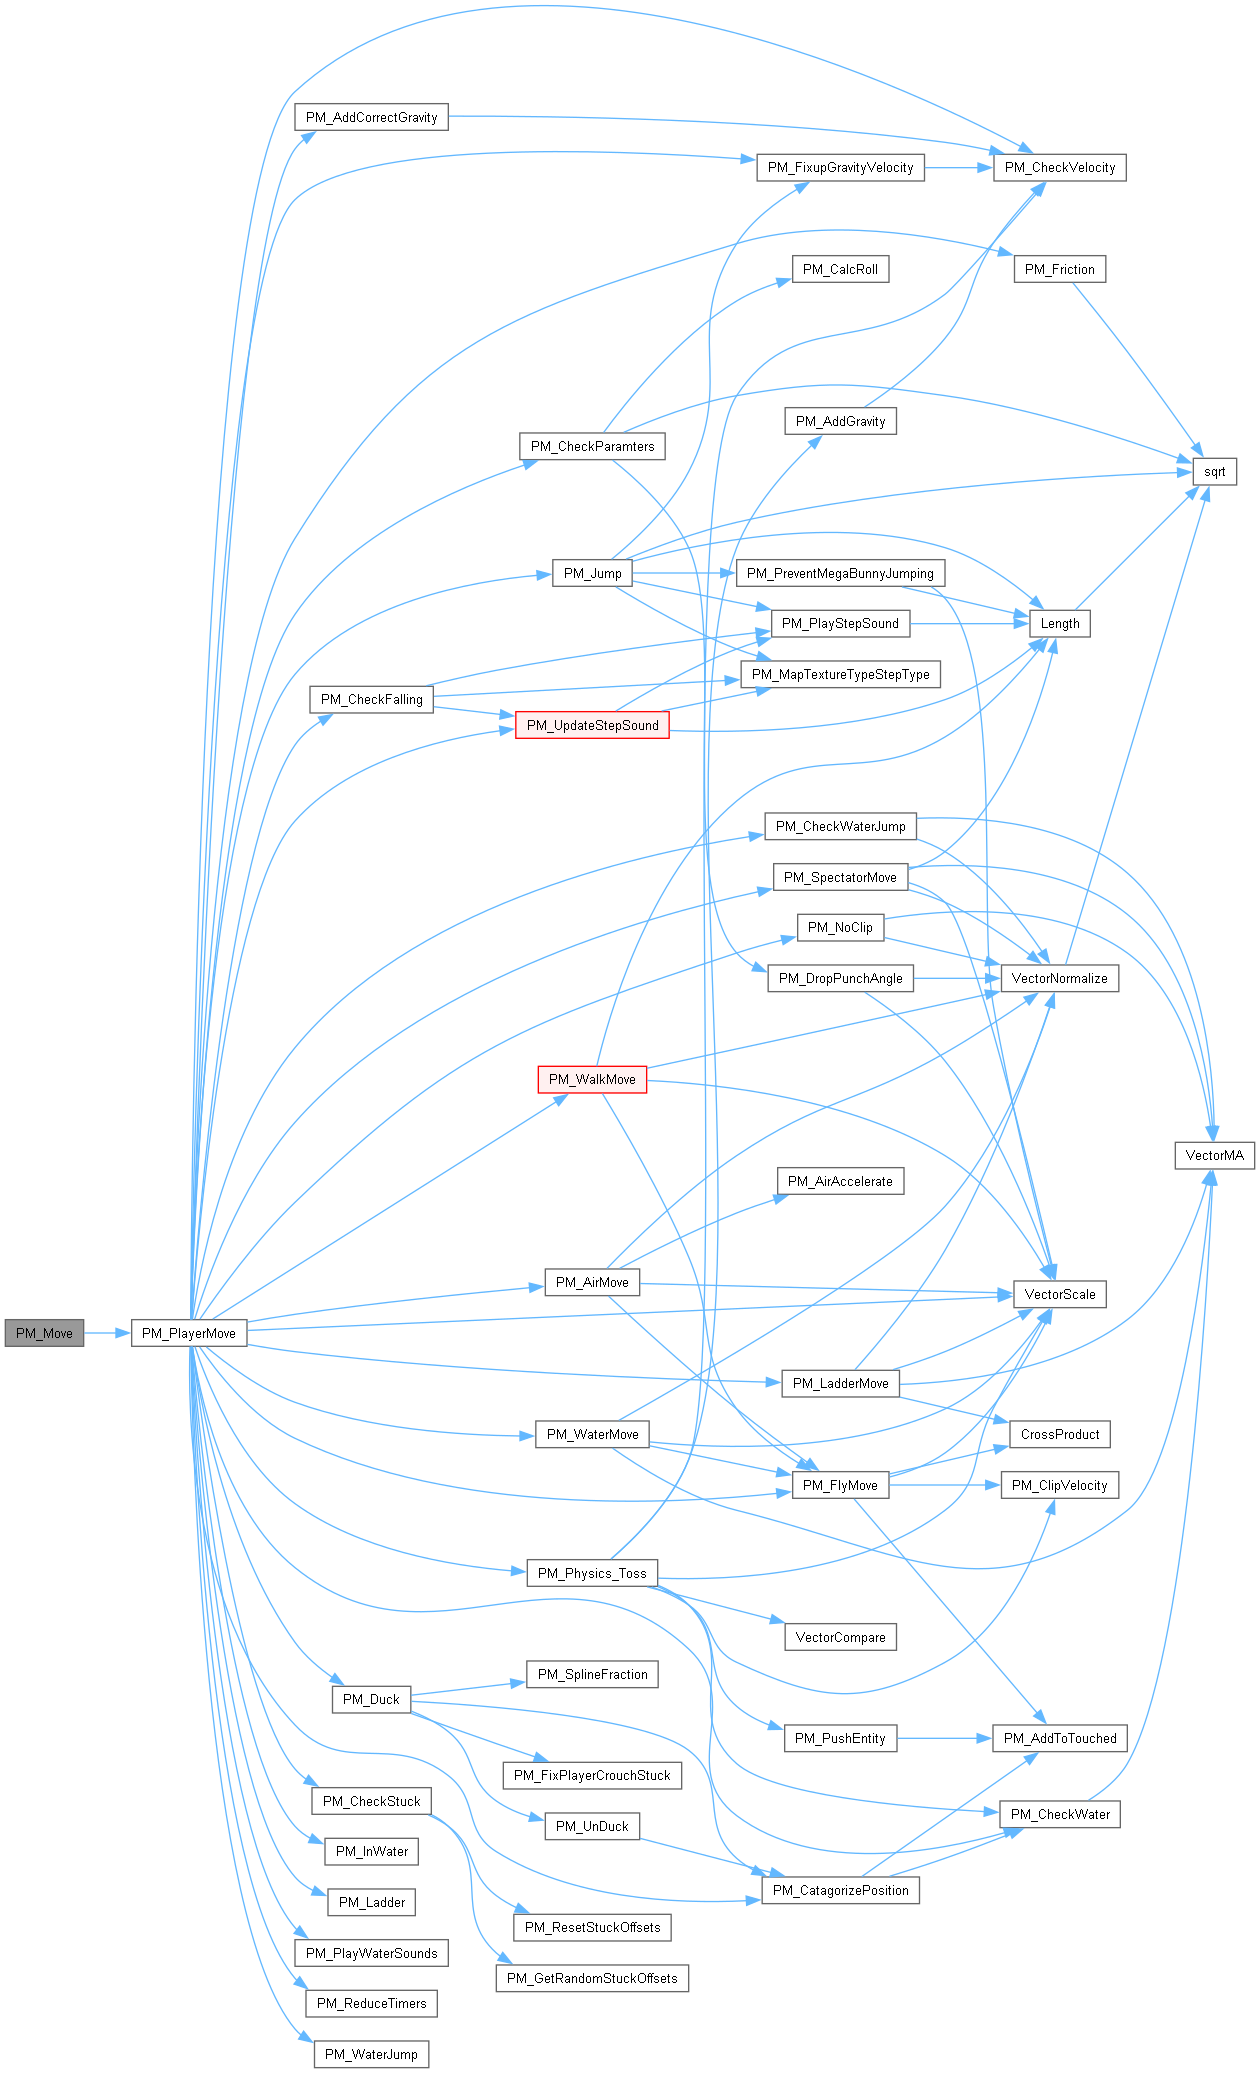 PM_AddCorrectGravity
PM_FixupGravityVelocity
PM_CheckVelocity
PM_CalcRoll
PM_Friction
PM_AddGravity
PM_CheckParamters
sqrt
PM_Jump
PM_PreventMegaBunnyJumping
PM_PlayStepSound
Length
PM_MapTextureTypeStepType
PM_CheckFalling
PM_UpdateStepSound
PM_CheckWaterJump
PM_SpectatorMove
PM_NoClip
PM_DropPunchAngle
VectorNormalize
PM_WalkMove
VectorMA
PM_AirAccelerate
PM_AirMove
VectorScale
PM_Move
PM_PlayerMove
PM_LadderMove
PM_WaterMove
CrossProduct
PM_FlyMove
PM_ClipVelocity
PM_Physics_Toss
VectorCompare
PM_SplineFraction
PM_Duck
PM_PushEntity
PM_AddToTouched
PM_FixPlayerCrouchStuck
PM_CheckStuck
PM_UnDuck
PM_CheckWater
PM_InWater
PM_CatagorizePosition
PM_Ladder
PM_ResetStuckOffsets
PM_PlayWaterSounds
PM_GetRandomStuckOffsets
PM_ReduceTimers
PM_WaterJump